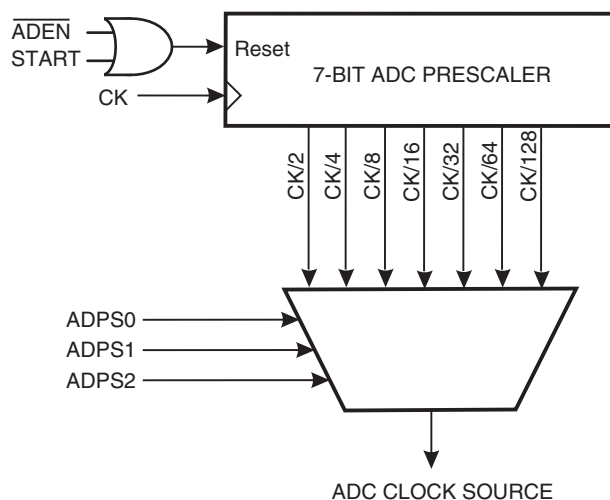 ADEN
START
Reset
7-BIT ADC PRESCALER
CK
CK/2
CK/4
CK/8
CK/16
CK/32
CK/64
CK/128
ADPS0
ADPS1
ADPS2
ADC CLOCK SOURCE